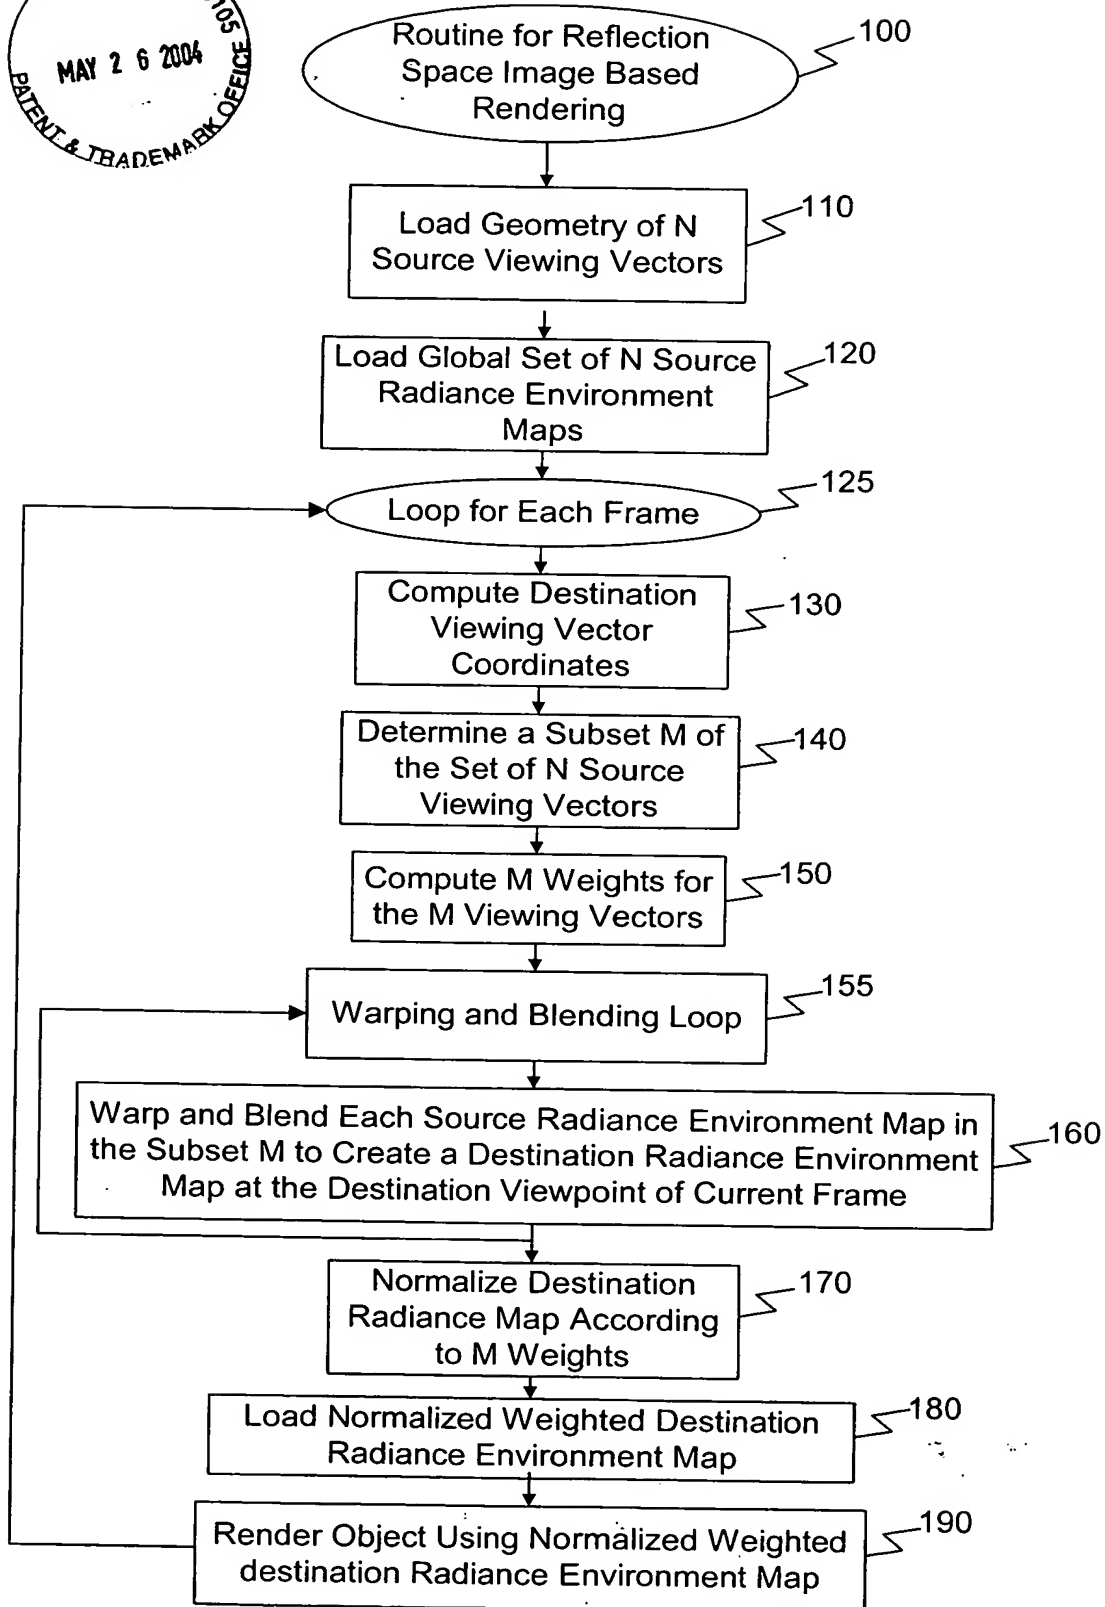 105
MAY 2 6 2004
PATENT & TRADEMARK OFFICE
Routine for Reflection
Space Image Based
Rendering
100
Load Geometry of N
Source Viewing Vectors
110
Load Global Set of N Source
Radiance Environment
Maps
120
Loop for Each Frame
125
Compute Destination
Viewing Vector
Coordinates
130
Determine a Subset M of
the Set of N Source
Viewing Vectors
140
Compute M Weights for
the M Viewing Vectors
150
Warping and Blending Loop
155
Warp and Blend Each Source Radiance Environment Map in
the Subset M to Create a Destination Radiance Environment
Map at the Destination Viewpoint of Current Frame
160
Normalize Destination
Radiance Map According
to M Weights
170
Load Normalized Weighted Destination
Radiance Environment Map
180
Render Object Using Normalized Weighted
destination Radiance Environment Map
190